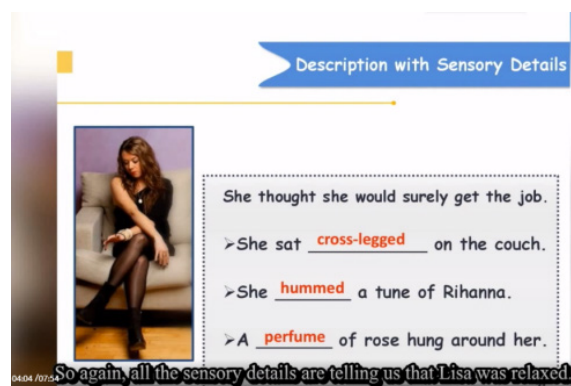 Description with Sensory Details
She thought she would surely get the job.
➢She sat cross-legged on the couch.
➢She hummed a tune of Rihanna.
➢A perfume of rose hung around her.
04:04 /07:54
So again, all the sensory details are telling us that Lisa was relaxed.